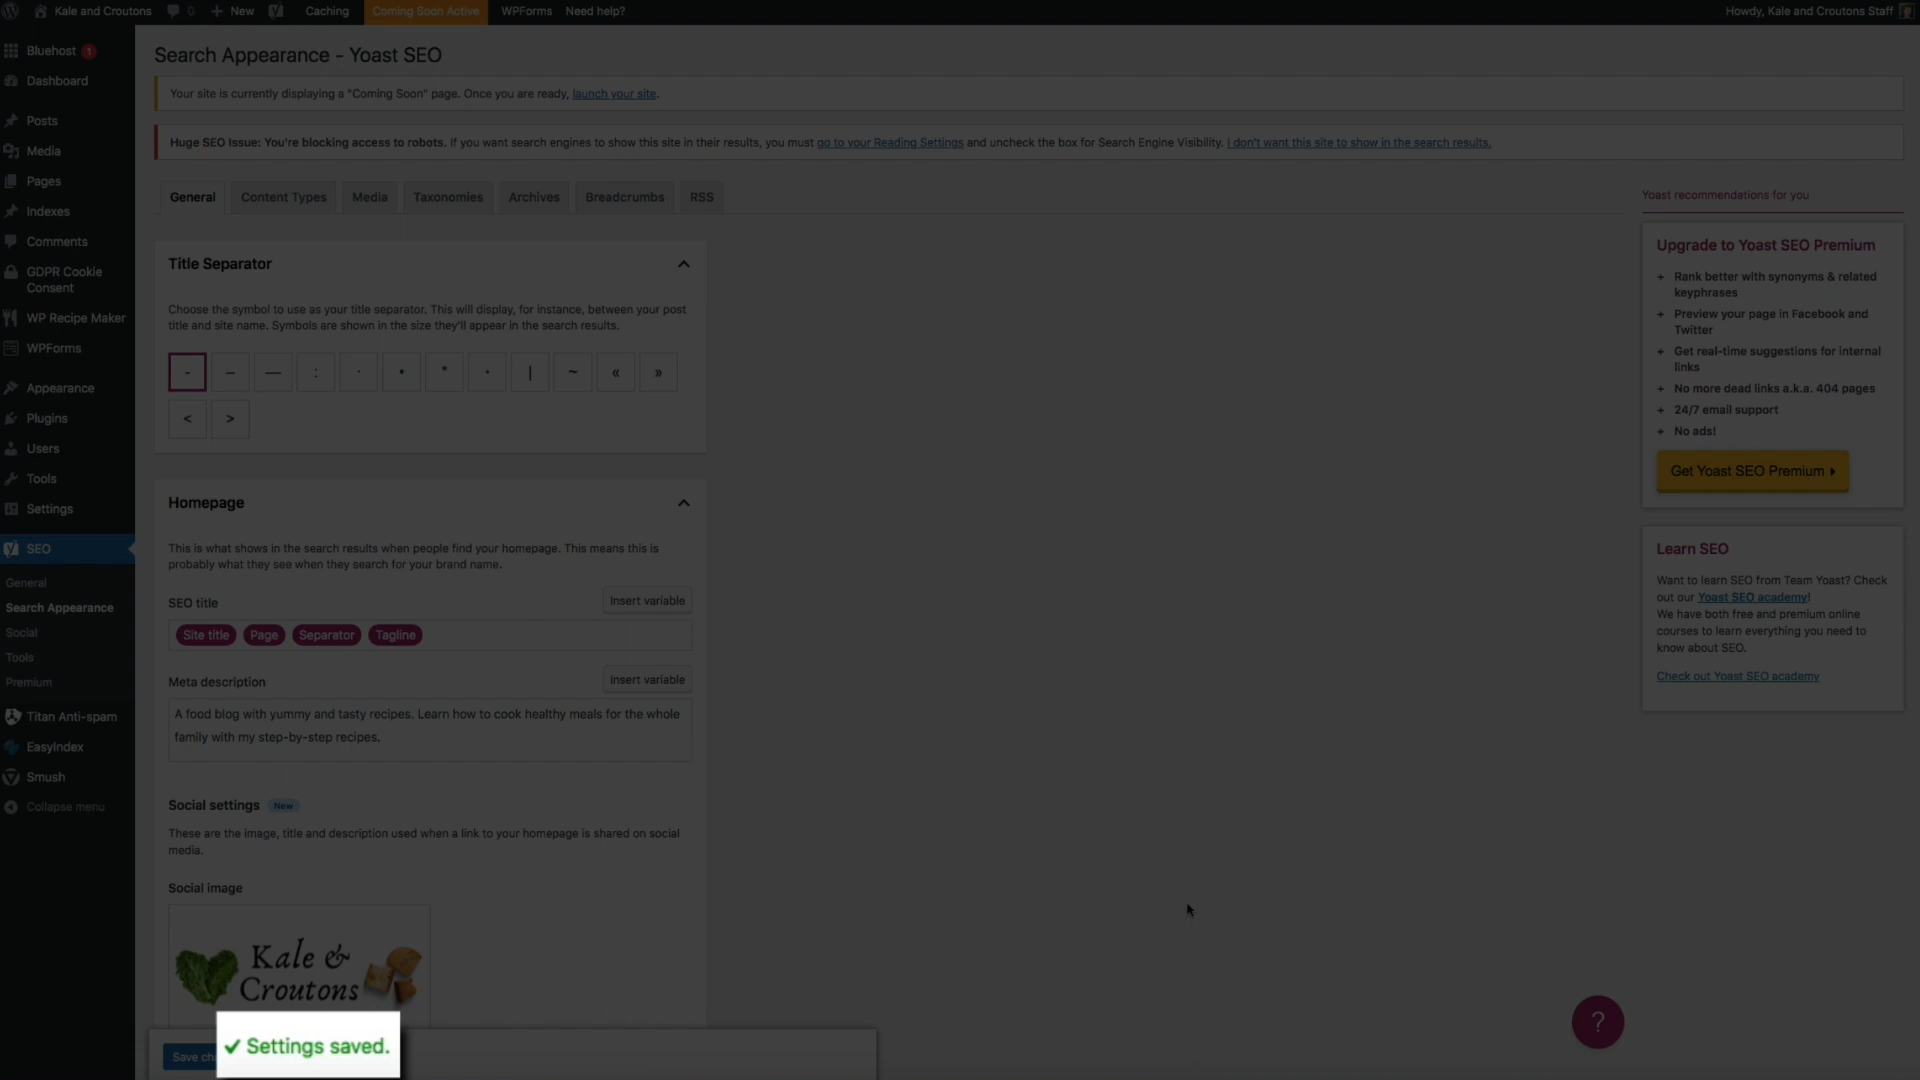 Kale and Croutons 0 + New Caching Coming Soon Active WPForms Need help? Howdy, Kale and Croutons Staff
Bluehost 1
Dashboard
Posts
Media
Pages
Indexes
Comments
GDPR Cookie
Consent
WP Recipe Maker
WPForms
Appearance
Plugins
Users
Tools
Settings
SEO
General
Search Appearance
Social
Tools
Premium
Titan Anti-spam
EasyIndex
Smush
Collapse menu
Search Appearance - Yoast SEO
Your site is currently displaying a "Coming Soon" page. Once you are ready, launch your site.
Huge SEO Issue: You're blocking access to robots. If you want search engines to show this site in their results, you must go to your Reading Settings and uncheck the box for Search Engine Visibility. I don't want this site to show in the search results.
General Content Types Media Taxonomies Archives Breadcrumbs RSS
Title Separator
Choose the symbol to use as your title separator. This will display, for instance, between your post
title and site name. Symbols are shown in the size they'll appear in the search results.
- – — : · • * ⋆ | ~ « »
< >
Homepage
This is what shows in the search results when people find your homepage. This means this is
probably what they see when they search for your brand name.
SEO title Insert variable
Site title Page Separator Tagline
Meta description Insert variable
A food blog with yummy and tasty recipes. Learn how to cook healthy meals for the whole
family with my step-by-step recipes.
Social settings New
These are the image, title and description used when a link to your homepage is shared on social
media.
Social image
Kale &
Croutons
Save ch
✓ Settings saved.
Yoast recommendations for you
Upgrade to Yoast SEO Premium
+ Rank better with synonyms & related
keyphrases
+ Preview your page in Facebook and
Twitter
+ Get real-time suggestions for internal
links
+ No more dead links a.k.a. 404 pages
+ 24/7 email support
+ No ads!
Get Yoast SEO Premium
Learn SEO
Want to learn SEO from Team Yoast? Check
out our Yoast SEO academy!
We have both free and premium online
courses to learn everything you need to
know about SEO.
Check out Yoast SEO academy
?